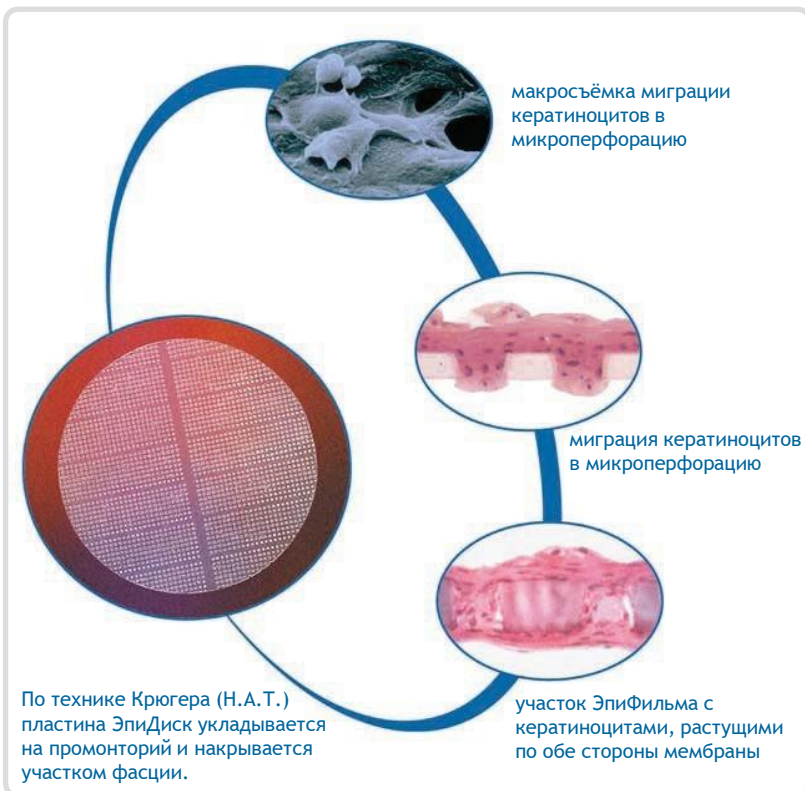 макросъёмка миграции
кератиноцитов в
микроперфорацию
миграция кератиноцитов
в микроперфорацию
участок ЭпиФильма с
кератиноцитами, растущими
по обе стороны мембраны
По технике Крюгера (Н.А.Т.)
пластина ЭпиДиск укладывается
на промонторий и накрывается
участком фасции.